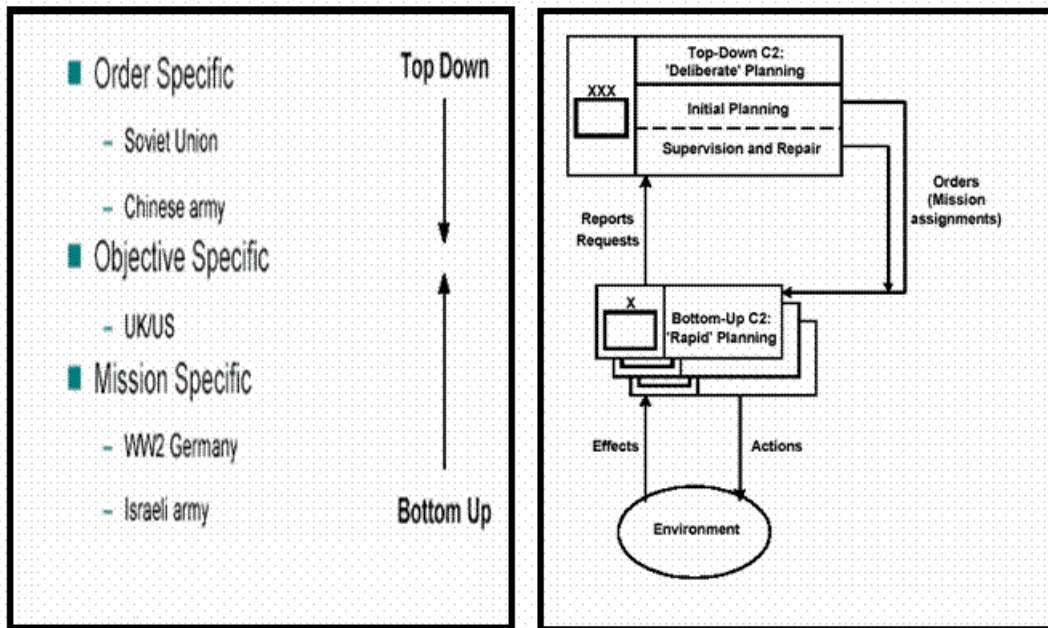 Order Specific
- Soviet Union
- Chinese army
Objective Specific
- UK/US
Mission Specific
- WW2 Germany
- Israeli army
Top Down
Bottom Up
Top-Down C2:
'Deliberate' Planning
XXX
Initial Planning
Supervision and Repair
Orders
(Mission
assignments)
Reports
Requests
X
Bottom-Up C2:
'Rapid' Planning
Effects
Actions
Environment